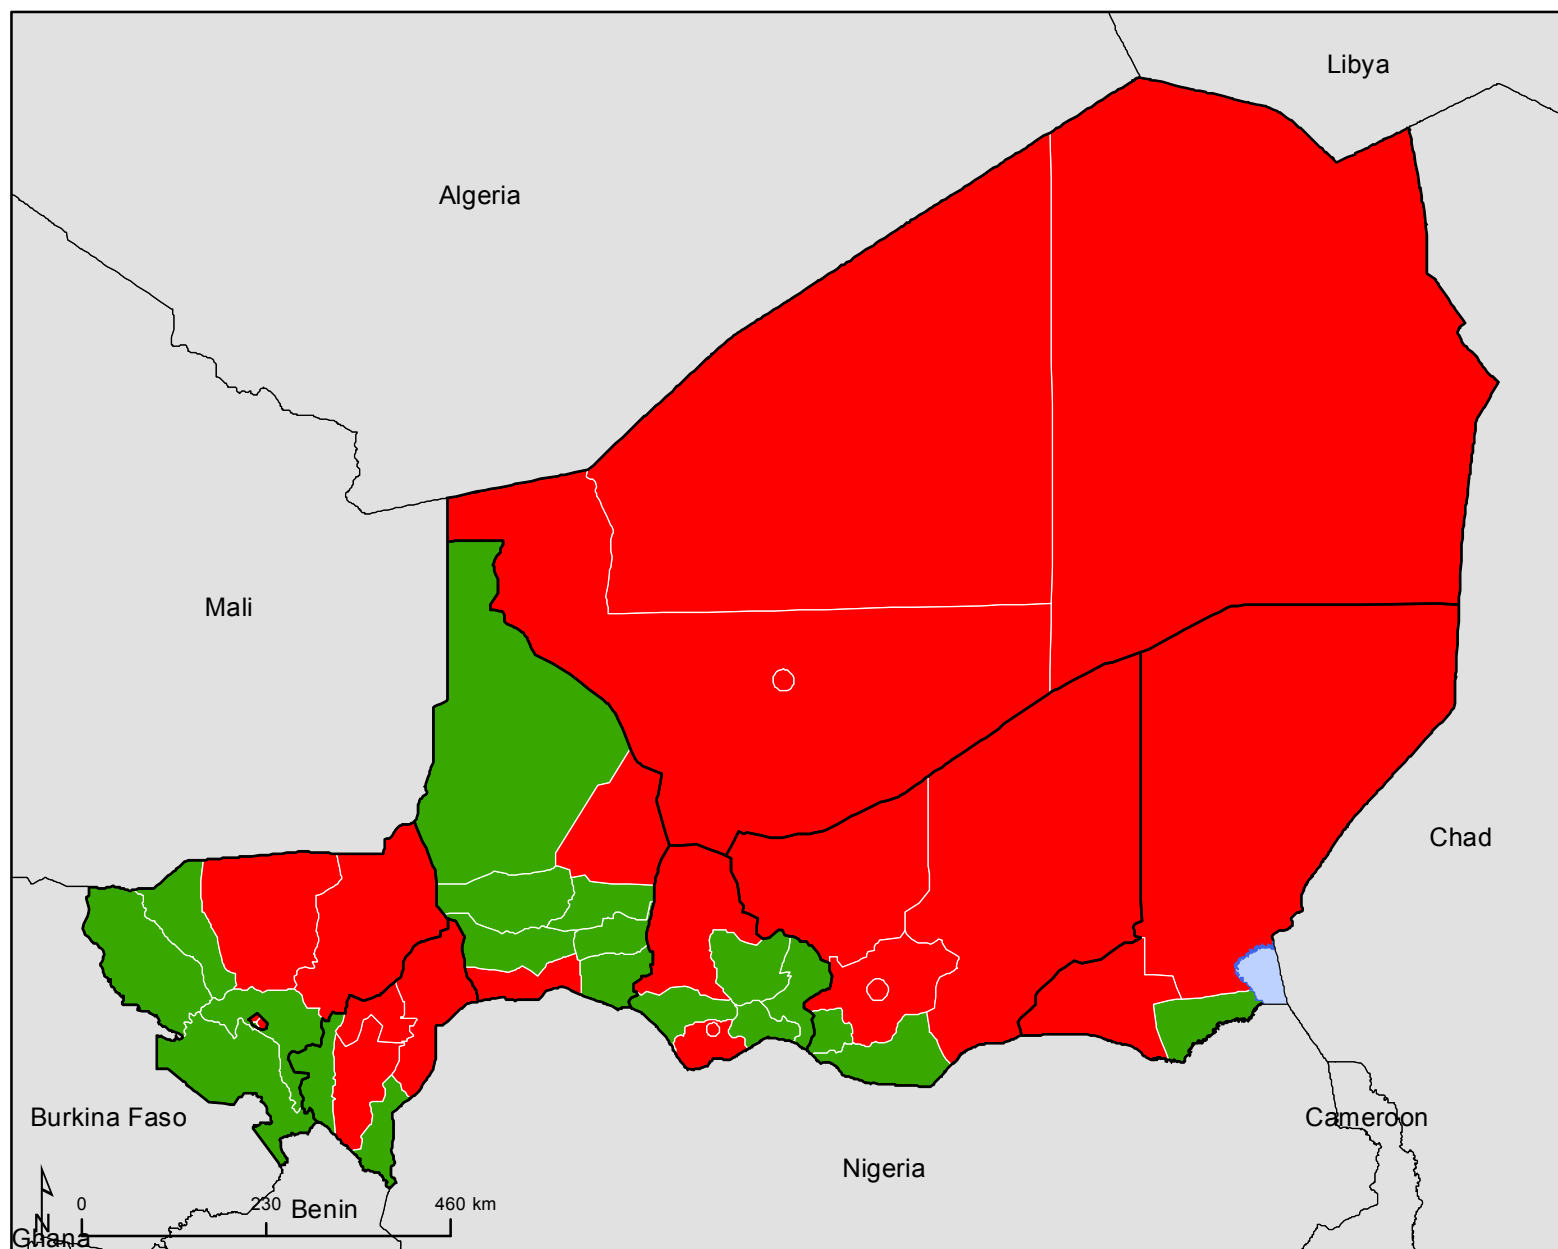 Libya
Algeria
Mali
Chad
Burkina Faso
Cameroon
Nigeria
0 230 460 km
Benin
N
Ghana